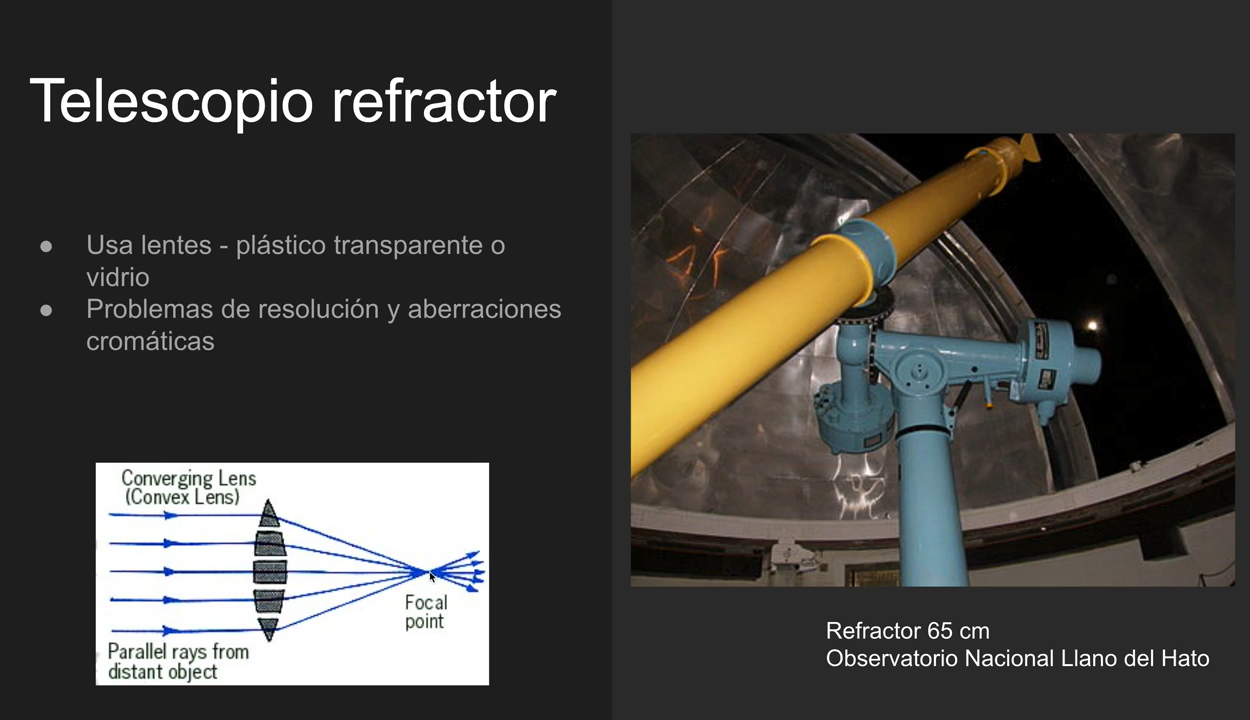 Telescopio refractor
● Usa lentes - plástico transparente o
vidrio
● Problemas de resolución y aberraciones
cromáticas
Converging Lens
(Convex Lens)
Focal
point
Parallel rays from
distant object
Refractor 65 cm
Observatorio Nacional Llano del Hato